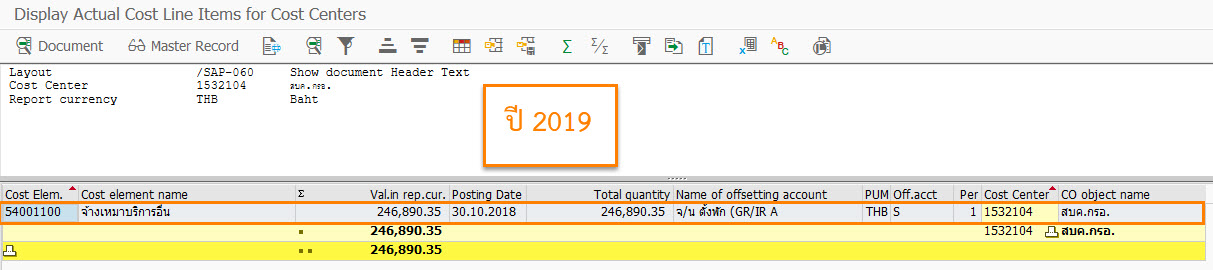 Display Actual Cost Line Items for Cost Centers
Document Master Record
Layout /SAP-060 Show document Header Text
Cost Center 1532104 สบค.กรอ.
Report currency THB Baht
ปี 2019
Cost Elem. Cost element name Σ Val.in rep.cur. Posting Date Total quantity Name of offsetting account PUM Off.acct Per Cost Center CO object name
54001100 จ้างเหมาบริการอื่น 246,890.35 30.10.2018 246,890.35 จ/น ตั้งพัก (GR/IR A THB S 1 1532104 สบค.กรอ.
246,890.35 1532104 สบค.กรอ.
246,890.35